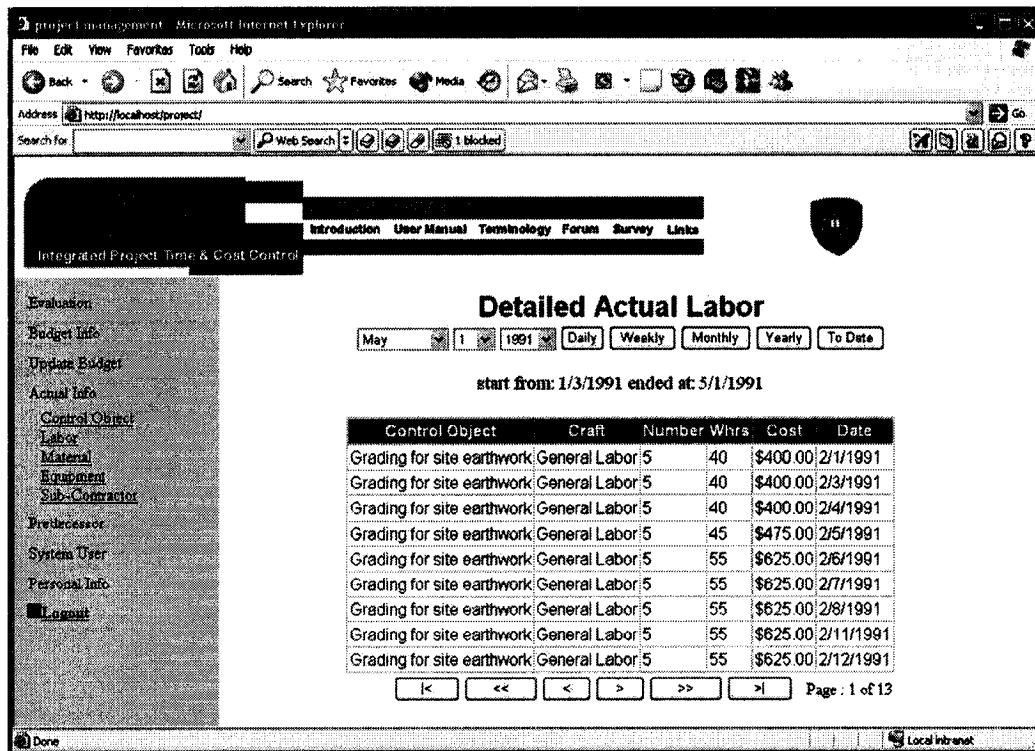 project management - Microsoft Internet Explorer
File Edit View Favorites Tools Help
Back Search Favorites Media
Address http://localhost/project/ Go
Search for Web Search 1 blocked
Introduction User Manual Terminology Forum Survey Links
Integrated Project Time & Cost Control
Evaluation
Budget Info
Update Budget
Actual Info
Control Object
Labor
Material
Equipment
Sub-Contractor
Predecessor
System User
Personal Info
Logout
Detailed Actual Labor
May 1 1991 Daily Weekly Monthly Yearly To Date
start from: 1/3/1991 ended at: 5/1/1991
Control Object Craft Number Whrs Cost Date
Grading for site earthwork General Labor 5 40 $400.00 2/1/1991
Grading for site earthwork General Labor 5 40 $400.00 2/3/1991
Grading for site earthwork General Labor 5 40 $400.00 2/4/1991
Grading for site earthwork General Labor 5 45 $475.00 2/5/1991
Grading for site earthwork General Labor 5 55 $625.00 2/6/1991
Grading for site earthwork General Labor 5 55 $625.00 2/7/1991
Grading for site earthwork General Labor 5 55 $625.00 2/8/1991
Grading for site earthwork General Labor 5 55 $625.00 2/11/1991
Grading for site earthwork General Labor 5 55 $625.00 2/12/1991
|< << < > >> >| Page : 1 of 13
Done Local intranet